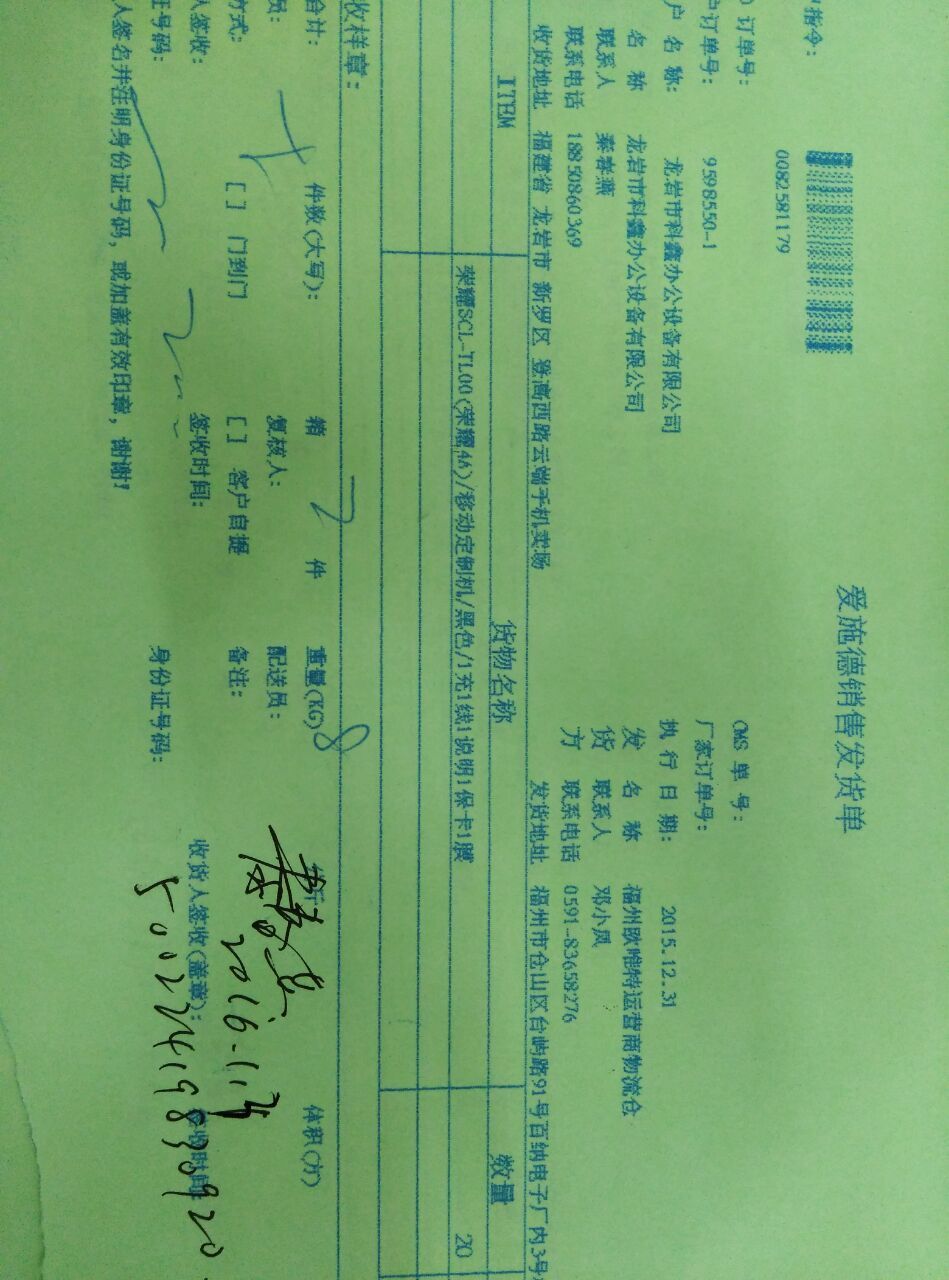 爱施德销售发货单
指令:
0082581179
订单号:
CMS 单 号:
户订单号: 9598550-1
厂家订单号:
户 名 称: 龙岩市科鑫办公设备有限公司
执 行 日 期: 2015.12.31
名 称 龙岩市科鑫办公设备有限公司
发 名 称 福州欧唯特运营商物流仓
联系人 秦春燕
货 联系人 邓小凤
联系电话 18850860369
方 联系电话 0591-83658276
收货地址 福建省 龙岩市 新罗区 登高西路云端手机卖场
发货地址 福州市仓山区台屿路91号百纳电子厂内3号
ITEM 货物名称 数量
荣耀SCL-TL00(荣耀4A)/移动定制机/黑色/1充1线1说明1保卡1膜 20
收样章:
合计: 件数(大写): 箱 7 件 重量(KG) 8 体积(方)
员: 复核人: 配送员:
方式: [ ] 门到门 [ ] 客户自提 备注:
2016.1.13
人签收: 签收时间: 收货人签收(盖章): 签收时间
证号码: 身份证号码:
人签名并注明身份证号码, 或加盖有效印章, 谢谢!